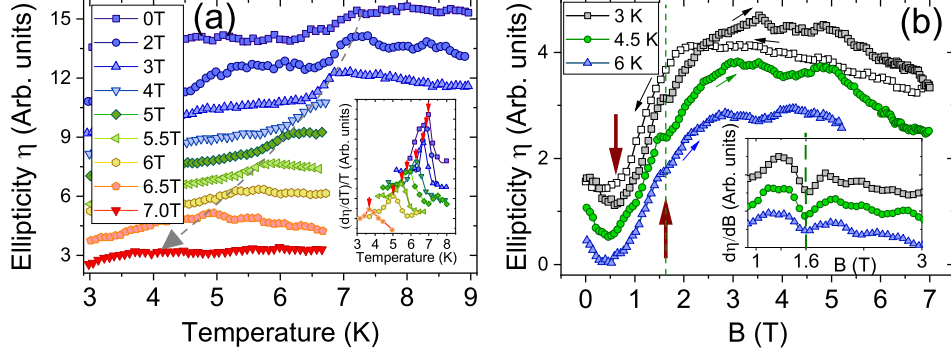 (a)
Ellipticity η (Arb. units)
15
12
9
6
3
0T
2T
3T
4T
5T
5.5T
6T
6.5T
7.0T
3 4 5 6 7 8 9
Temperature (K)
(dη/dT)/T (Arb. units)
3 4 5 6 7 8
Temperature (K)
(b)
Ellipticity η (Arb. units)
4
2
0
3 K
4.5 K
6 K
0 1 2 3 4 5 6 7
B (T)
dη/dB (Arb. units)
1 1.6 3
B (T)